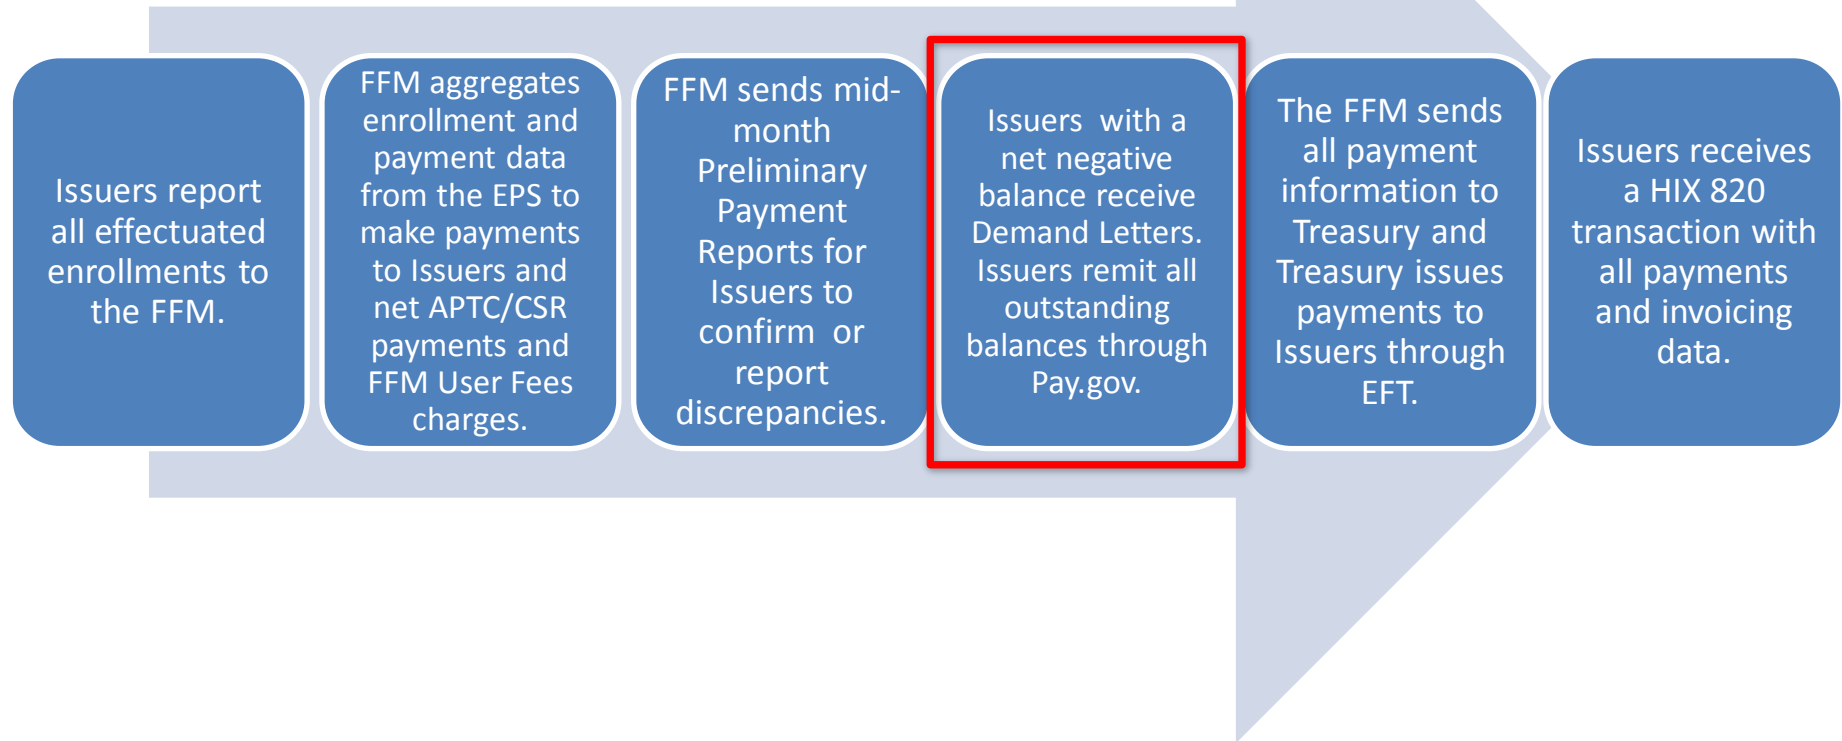 Issuers report
all effectuated
enrollments to
the FFM.
FFM aggregates
enrollment and
payment data
from the EPS to
make payments
to Issuers and
net APTC/CSR
payments and
FFM User Fees
charges.
FFM sends mid-
month
Preliminary
Payment
Reports for
Issuers to
confirm or
report
discrepancies.
Issuers with a
net negative
balance receive
Demand Letters.
Issuers remit all
outstanding
balances through
Pay.gov.
The FFM sends
all payment
information to
Treasury and
Treasury issues
payments to
Issuers through
EFT.
Issuers receives
a HIX 820
transaction with
all payments
and invoicing
data.